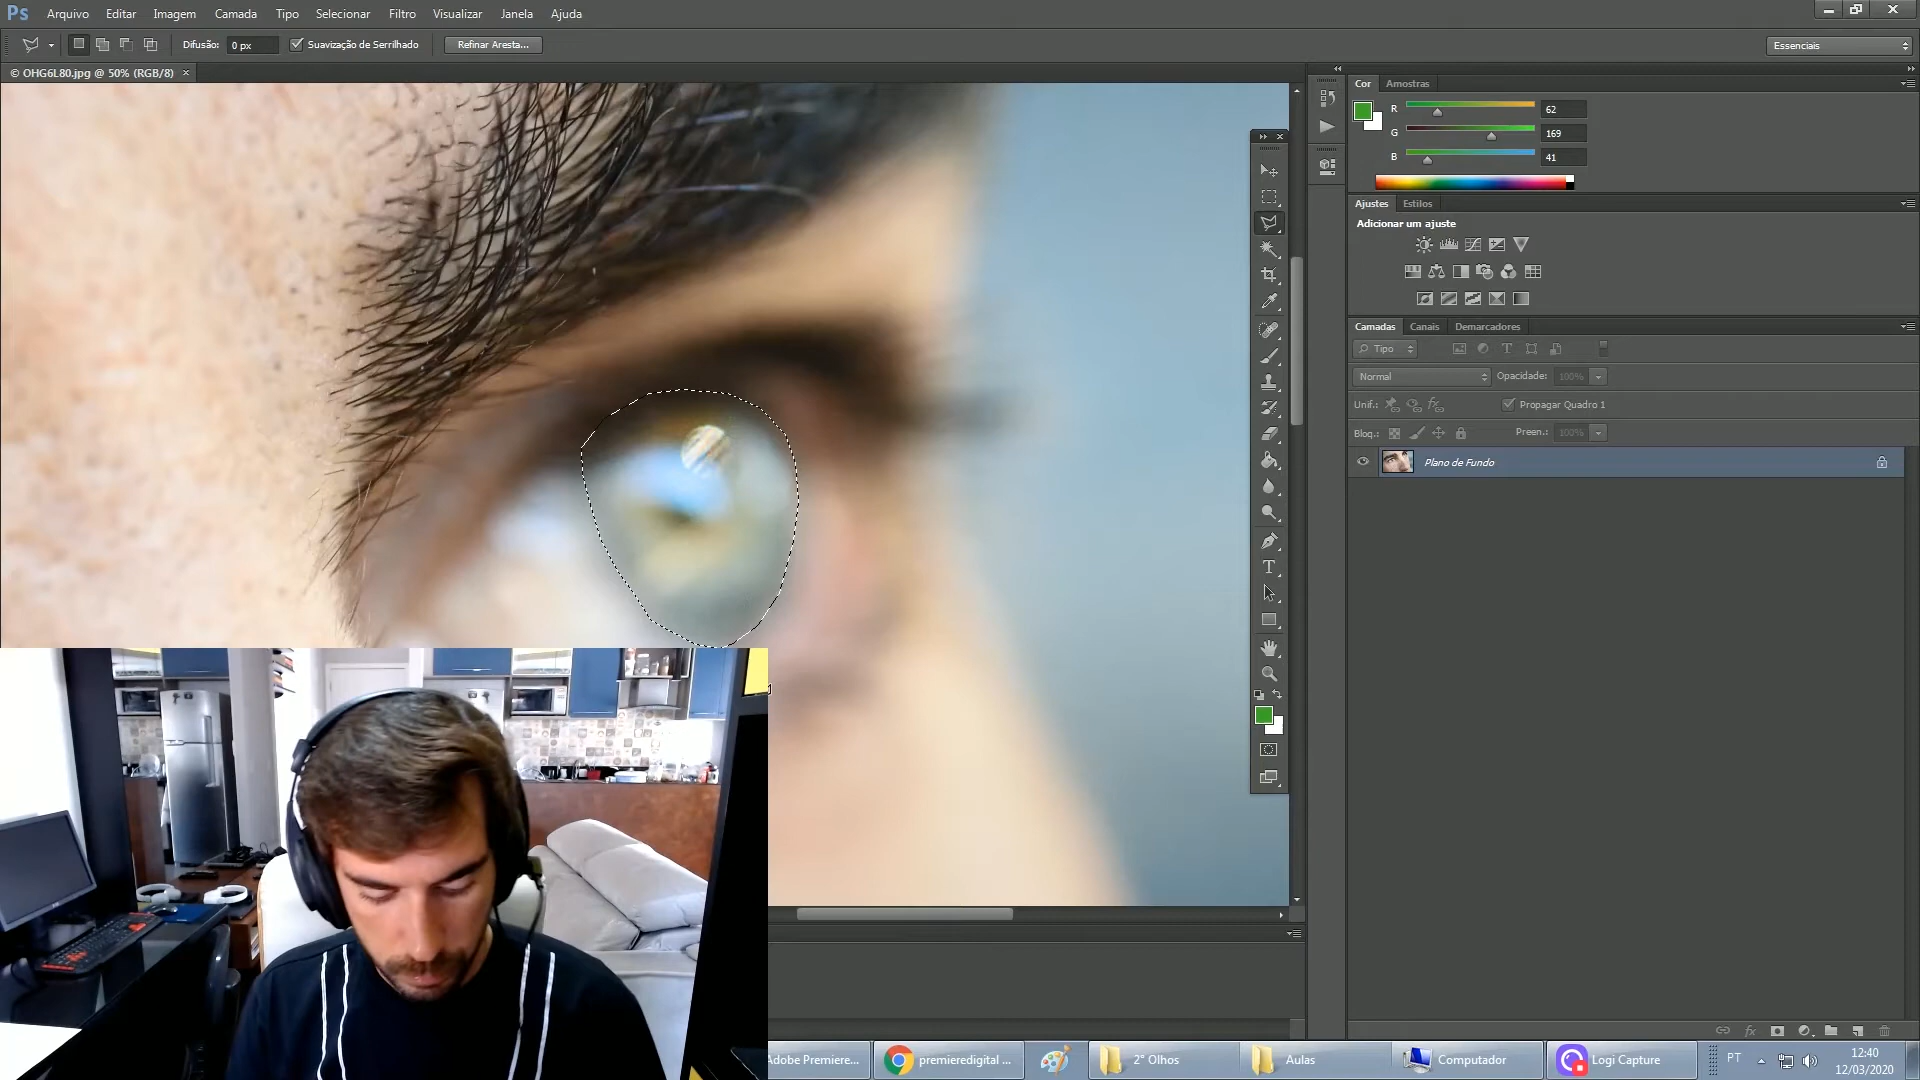 Ps Arquivo Editar Imagem Camada Tipo Selecionar Filtro Visualizar Janela Ajuda
Difusão: 0 px Suavização de Serrilhado Refinar Aresta... Essenciais
© OHG6L80.jpg @ 50% (RGB/8) ×
Cor Amostras
R 62
G 169
B 41
Ajustes Estilos
Adicionar um ajuste
Camadas Canais Demarcadores
Tipo
Normal Opacidade: 100%
Unif.: Propagar Quadro 1
Bloq.: Preen.: 100%
Plano de Fundo
Adobe Premiere... premieredigital ... 2° Olhos Aulas Computador Logi Capture PT 12:40
12/03/2020